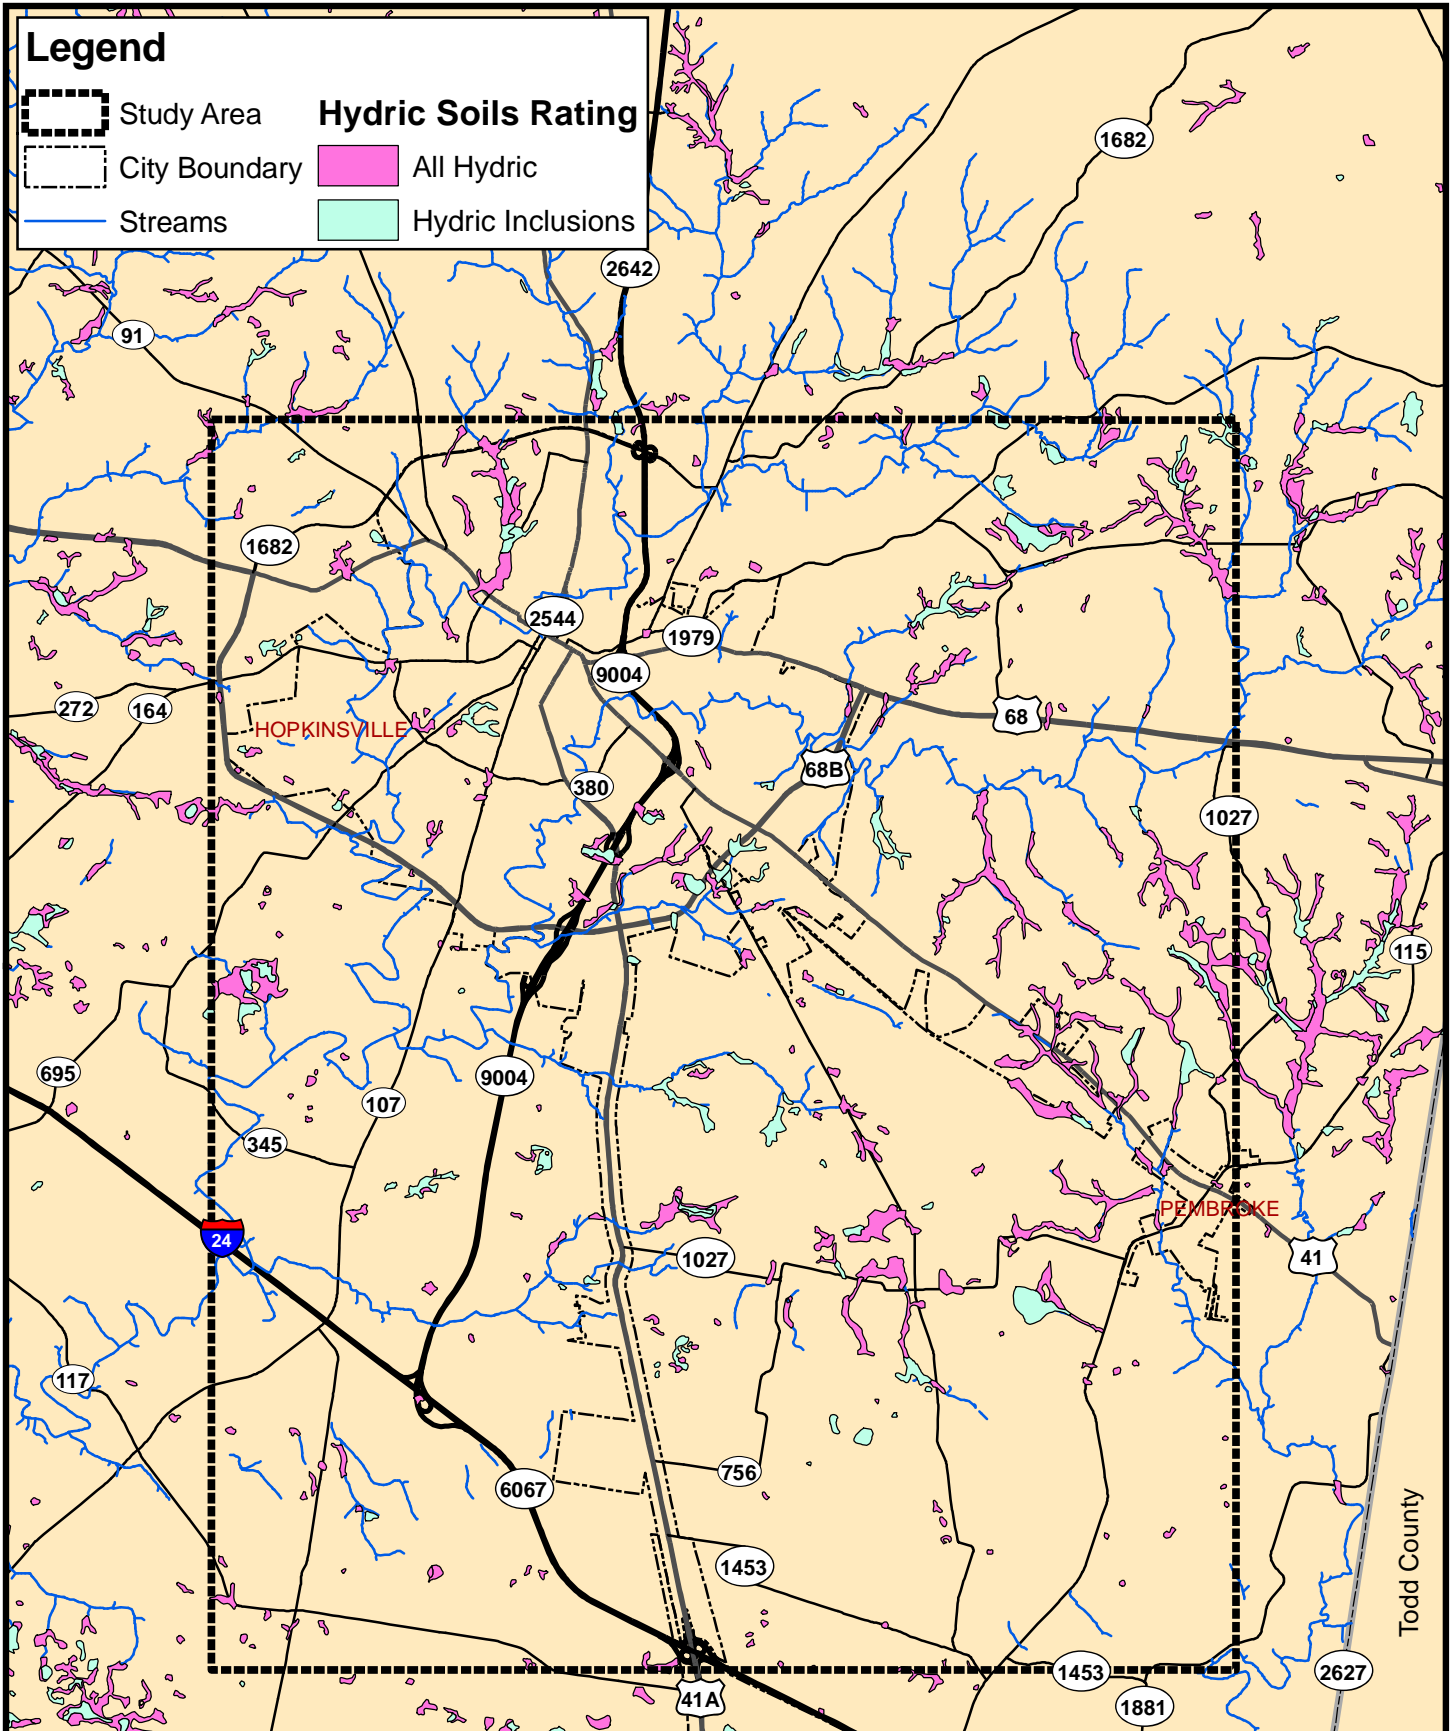 Legend
Study Area
Hydric Soils Rating
City Boundary
All Hydric
Streams
Hydric Inclusions
1682
2642
91
1682
2544
1979
9004
272
164
68
HOPKINSVILLE
68B
380
1027
115
695
9004
107
345
PEMBROKE
24
1027
41
117
756
6067
1453
Todd County
1453
2627
41A
1881